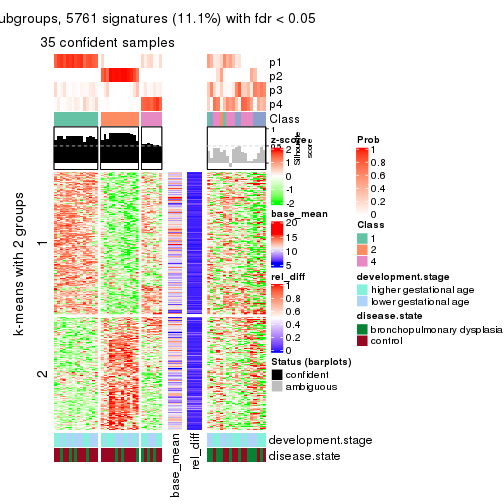 ubgroups, 5761 signatures (11.1%) with fdr < 0.05
35 confident samples
p1
p2
p3
p4
Class
1
Silhouette
score
z-score
2
1
0
-1
-2
base_mean
20
15
10
5
rel_diff
1
0.8
0.6
0.4
0.2
0
Status (barplots)
confident
ambiguous
Prob
1
0.8
0.6
0.4
0.2
0
Class
1
2
4
development.stage
higher gestational age
lower gestational age
disease.state
bronchopulmonary dysplasia
control
k-means with 2 groups
1
2
development.stage
disease.state
base_mean
rel_diff